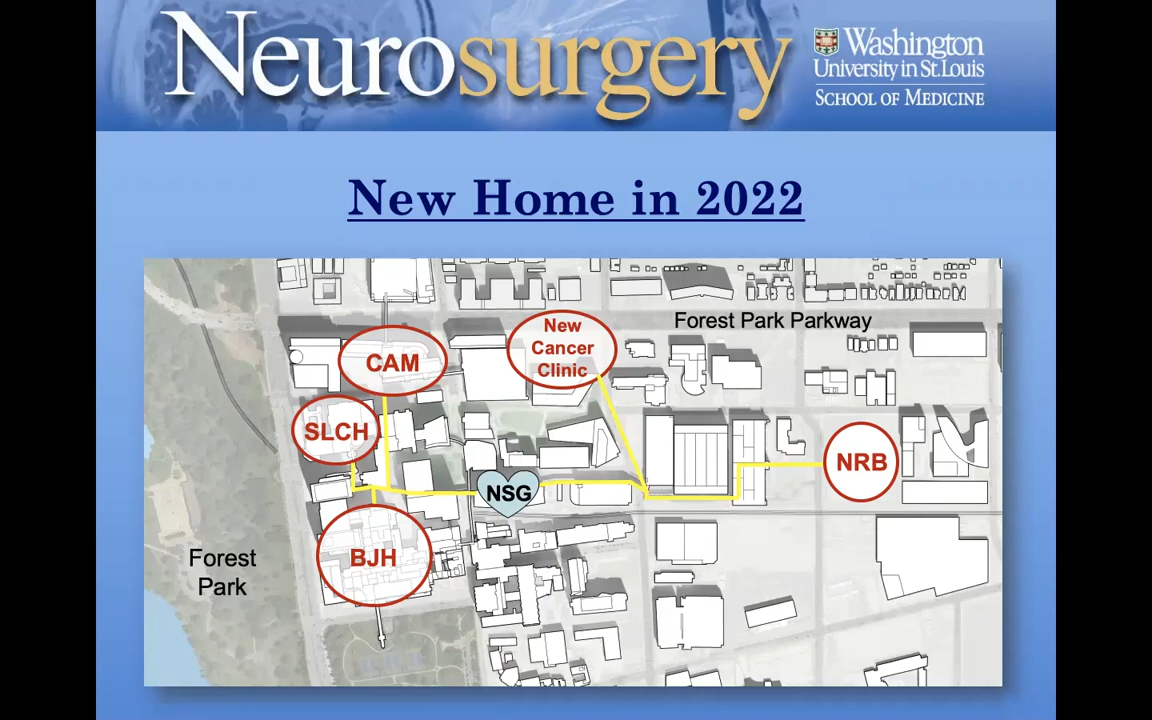 Neurosurgery
Washington
University in St. Louis
SCHOOL OF MEDICINE
New Home in 2022
Forest Park Parkway
New
Cancer
Clinic
CAM
SLCH
NRB
NSG
BJH
Forest
Park